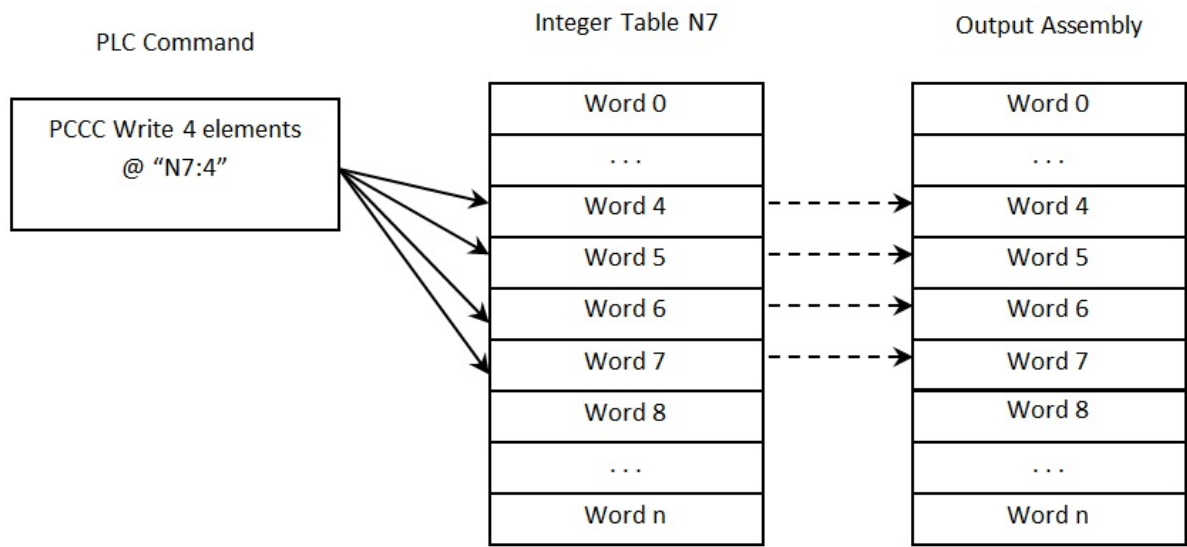 PLC Command
PCCC Write 4 elements
@ “N7:4”
Integer Table N7
Word 0
. . .
Word 4
Word 5
Word 6
Word 7
Word 8
. . .
Word n
Output Assembly
Word 0
. . .
Word 4
Word 5
Word 6
Word 7
Word 8
. . .
Word n